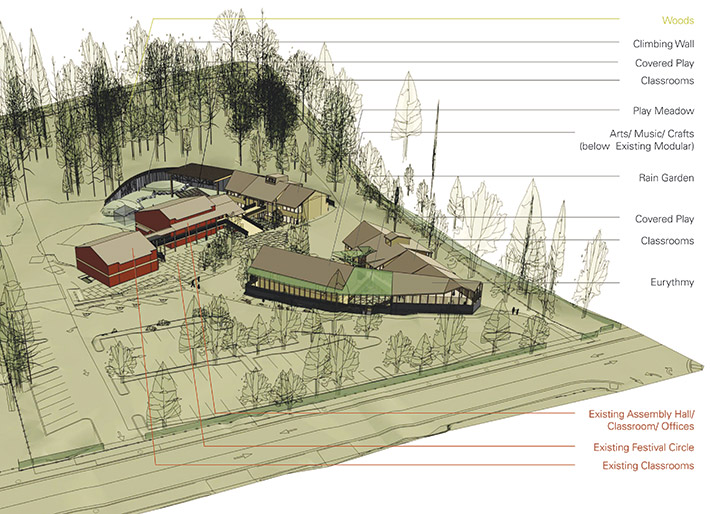 Woods
Climbing Wall
Covered Play
Classrooms
Play Meadow
Arts/ Music/ Crafts
(below Existing Modular)
Rain Garden
Covered Play
Classrooms
Eurythmy
Existing Assembly Hall/
Classroom/ Offices
Existing Festival Circle
Existing Classrooms